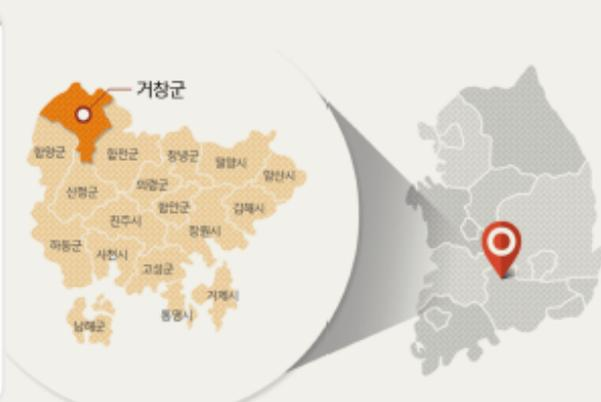 거창군
함양군 합천군 창녕군 밀양시
양산시
산청군 의령군
진주시 함안군 김해시
창원시
하동군 사천시
고성군
거제시
통영시
남해군